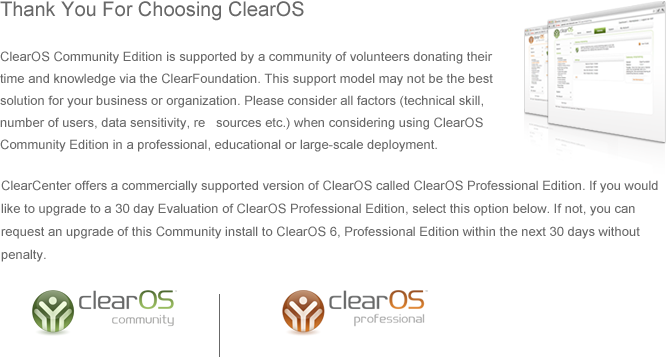 Thank You For Choosing ClearOS
ClearOS Community Edition is supported by a community of volunteers donating their
time and knowledge via the ClearFoundation. This support model may not be the best
solution for your business or organization. Please consider all factors (technical skill,
number of users, data sensitivity, re sources etc.) when considering using ClearOS
Community Edition in a professional, educational or large-scale deployment.
ClearCenter offers a commercially supported version of ClearOS called ClearOS Professional Edition. If you would
like to upgrade to a 30 day Evaluation of ClearOS Professional Edition, select this option below. If not, you can
request an upgrade of this Community install to ClearOS 6, Professional Edition within the next 30 days without
penalty.
clearOS™ clearOS™
community professional